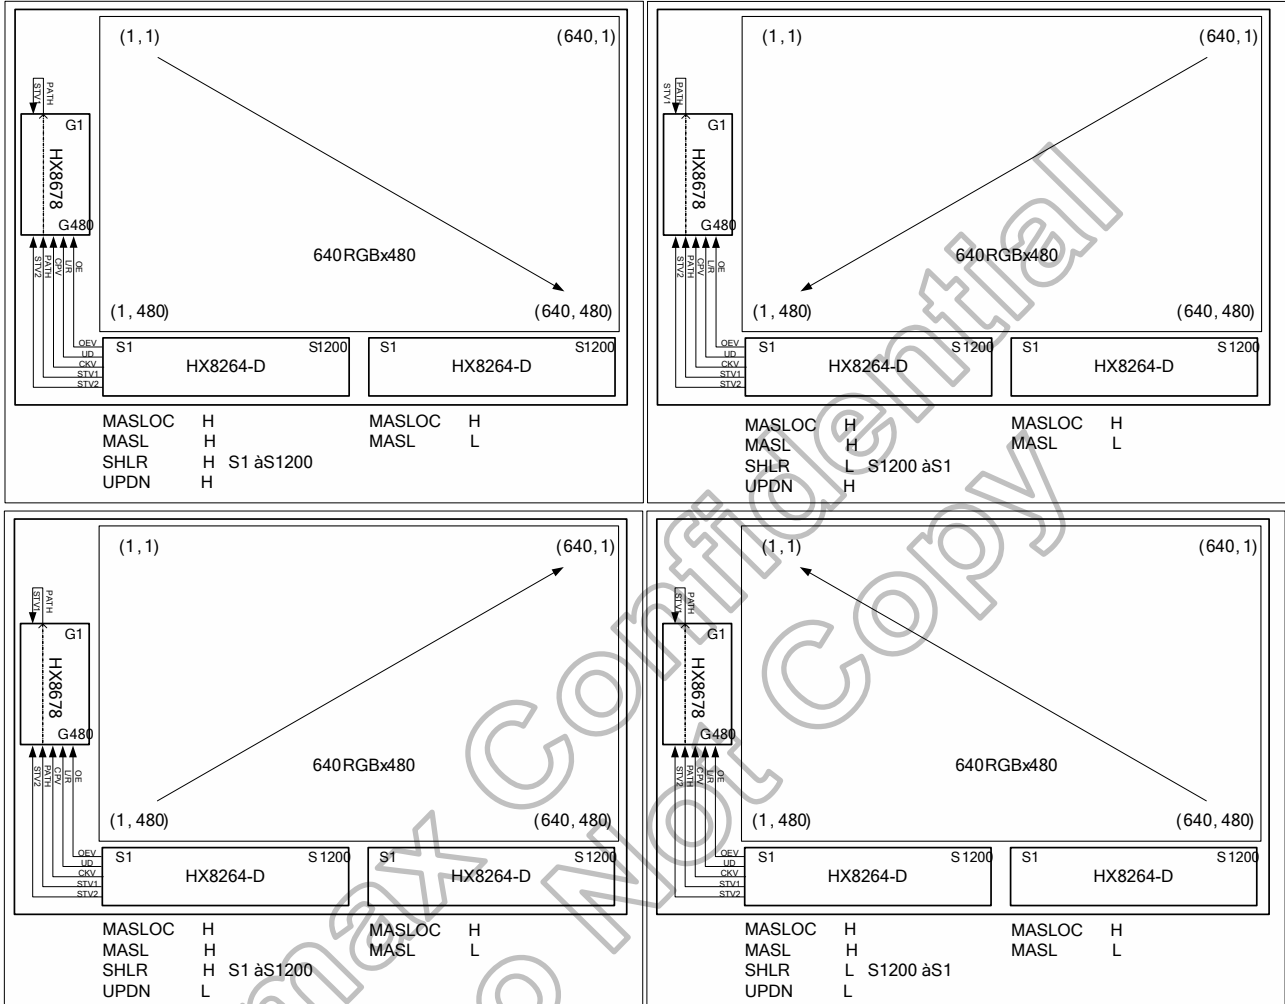 (1,1) (640,1)
STV1 PATH
G1
HX8678
G480
640RGBx480
STV2 PATH CPV L/R OE
(1,480) (640,480)
OEV
UD
CKV
STV1
STV2
S1 S1200
HX8264-D
S1 S1200
HX8264-D
MASLOC H
MASL H
SHLR H S1 àS1200
UPDN H
MASLOC H
MASL L
(1,1) (640,1)
STV1 PATH
G1
HX8678
G480
640RGBx480
STV2 PATH CPV L/R OE
(1,480) (640,480)
OEV
UD
CKV
STV1
STV2
S1 S1200
HX8264-D
S1 S1200
HX8264-D
MASLOC H
MASL H
SHLR L S1200 àS1
UPDN H
MASLOC H
MASL L
(1,1) (640,1)
STV1 PATH
G1
HX8678
G480
640RGBx480
STV2 PATH CPV L/R OE
(1,480) (640,480)
OEV
UD
CKV
STV1
STV2
S1 S1200
HX8264-D
S1 S1200
HX8264-D
MASLOC H
MASL H
SHLR H S1 àS1200
UPDN L
MASLOC H
MASL L
(1,1) (640,1)
STV1 PATH
G1
HX8678
G480
640RGBx480
STV2 PATH CPV L/R OE
(1,480) (640,480)
OEV
UD
CKV
STV1
STV2
S1 S1200
HX8264-D
S1 S1200
HX8264-D
MASLOC H
MASL H
SHLR L S1200 àS1
UPDN L
MASLOC H
MASL L
max Confidential
o Not Copy